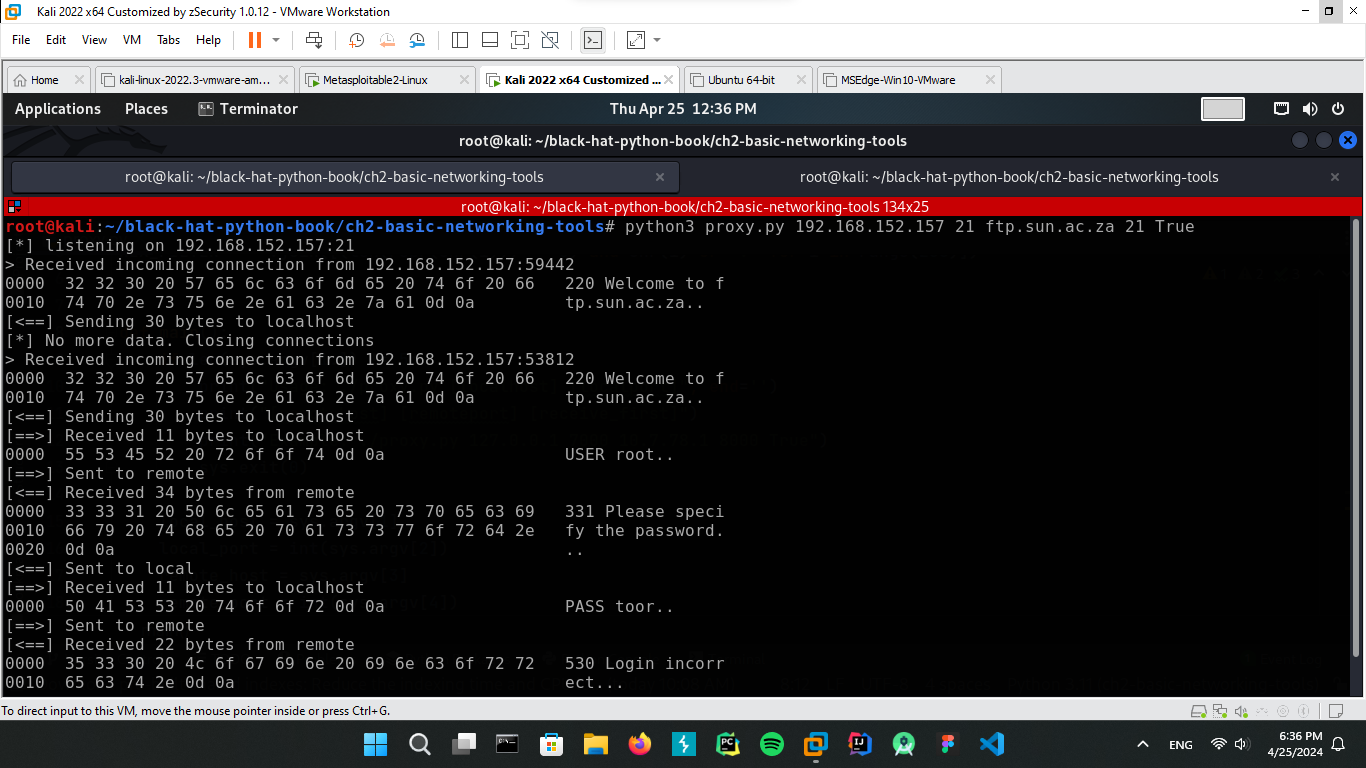 Kali 2022 x64 Customized by zSecurity 1.0.12 - VMware Workstation
File Edit View VM Tabs Help
Home kali-linux-2022.3-vmware-am... Metasploitable2-Linux Kali 2022 x64 Customized ... Ubuntu 64-bit MSEdge-Win10-VMware
Applications Places Terminator Thu Apr 25 12:36 PM
root@kali: ~/black-hat-python-book/ch2-basic-networking-tools
root@kali: ~/black-hat-python-book/ch2-basic-networking-tools root@kali: ~/black-hat-python-book/ch2-basic-networking-tools
root@kali: ~/black-hat-python-book/ch2-basic-networking-tools 134x25
root@kali:~/black-hat-python-book/ch2-basic-networking-tools# python3 proxy.py 192.168.152.157 21 ftp.sun.ac.za 21 True
[*] listening on 192.168.152.157:21
> Received incoming connection from 192.168.152.157:59442
0000 32 32 30 20 57 65 6c 63 6f 6d 65 20 74 6f 20 66 220 Welcome to f
0010 74 70 2e 73 75 6e 2e 61 63 2e 7a 61 0d 0a tp.sun.ac.za..
[<==] Sending 30 bytes to localhost
[*] No more data. Closing connections
> Received incoming connection from 192.168.152.157:53812
0000 32 32 30 20 57 65 6c 63 6f 6d 65 20 74 6f 20 66 220 Welcome to f
0010 74 70 2e 73 75 6e 2e 61 63 2e 7a 61 0d 0a tp.sun.ac.za..
[<==] Sending 30 bytes to localhost
[==>] Received 11 bytes to localhost
0000 55 53 45 52 20 72 6f 6f 74 0d 0a USER root..
[==>] Sent to remote
[<==] Received 34 bytes from remote
0000 33 33 31 20 50 6c 65 61 73 65 20 73 70 65 63 69 331 Please speci
0010 66 79 20 74 68 65 20 70 61 73 73 77 6f 72 64 2e fy the password.
0020 0d 0a ..
[<==] Sent to local
[==>] Received 11 bytes to localhost
0000 50 41 53 53 20 74 6f 6f 72 0d 0a PASS toor..
[==>] Sent to remote
[<==] Received 22 bytes from remote
0000 35 33 30 20 4c 6f 67 69 6e 20 69 6e 63 6f 72 72 530 Login incorr
0010 65 63 74 2e 0d 0a ect...
To direct input to this VM, move the mouse pointer inside or press Ctrl+G.
ENG 6:36 PM
4/25/2024